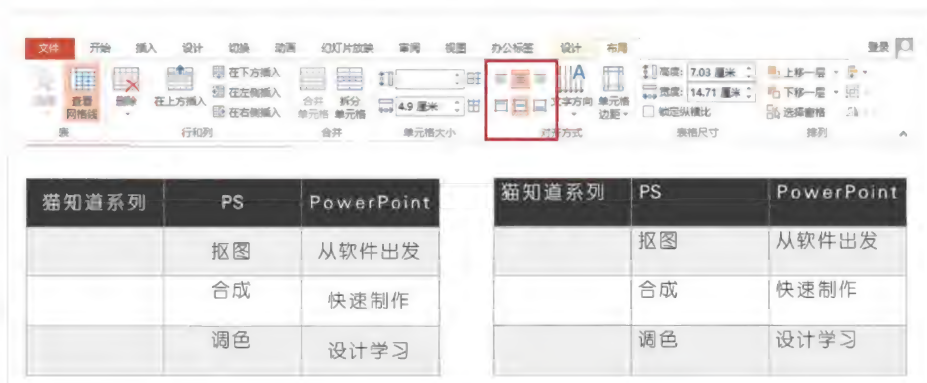 文件 开始 插入 设计 切换 动画 幻灯片放映 审阅 视图 办公标签 设计 布局 登录
在下方插入 高度: 7.03 厘米 上移一层
查看 删除 在上方插入 在左侧插入 合并 拆分 4.9 厘米 文字方向 单元格 宽度: 14.71 厘米 下移一层
网格线 在右侧插入 单元格 单元格 边距 锁定纵横比 选择窗格
表 行和列 合并 单元格大小 对齐方式 表格尺寸 排列
猫知道系列 PS PowerPoint
抠图 从软件出发
合成 快速制作
调色 设计学习
猫知道系列 PS PowerPoint
抠图 从软件出发
合成 快速制作
调色 设计学习